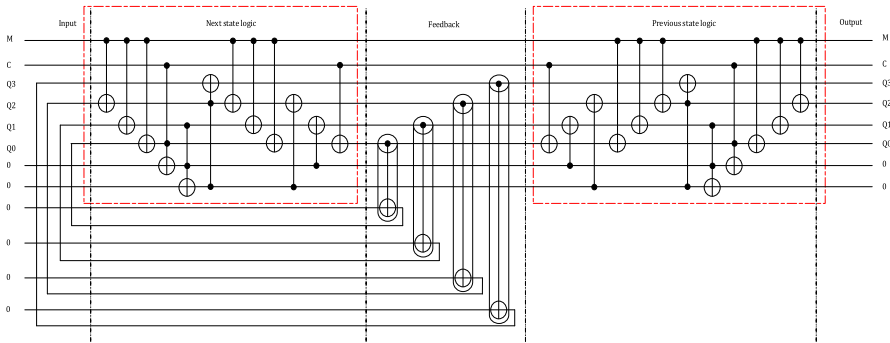 Input Next state logic Feedback Previous state logic Output
M M
C C
Q3 Q3
Q2 Q2
Q1 Q1
Q0 Q0
0 0
0 0
0
0
0
0